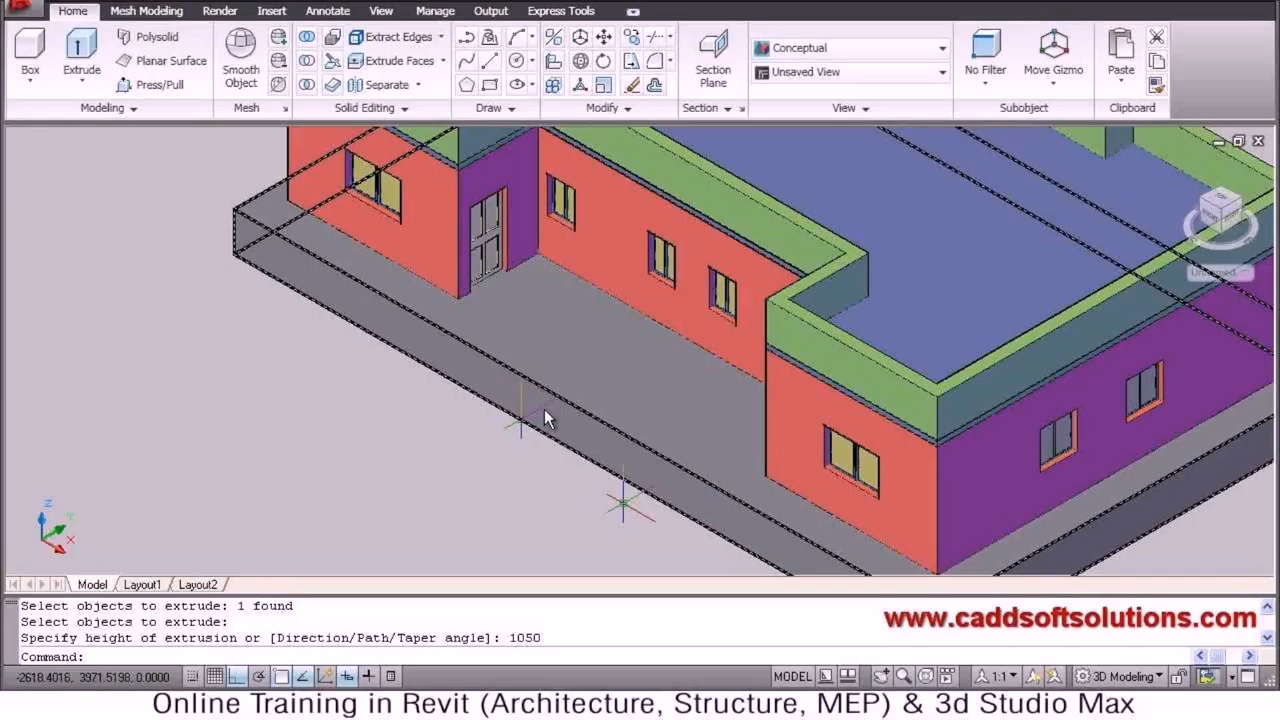 Home Mesh Modeling Render Insert Annotate View Manage Output Express Tools
Polysolid Extract Edges Conceptual
Planar Surface Extrude Faces
Box Extrude Press/Pull Smooth Object Separate Section Plane Unsaved View No Filter Move Gizmo Paste
Modeling Mesh Solid Editing Draw Modify Section View Subobject Clipboard
Z
Y
X
Model Layout1 Layout2
Select objects to extrude: 1 found
Select objects to extrude:
Specify height of extrusion or [Direction/Path/Taper angle]: 1050
Command:
www.caddsoftsolutions.com
-2618.4016, 3971.5198, 0.0000 MODEL 1:1 3D Modeling
Online Training in Revit (Architecture, Structure, MEP) & 3d Studio Max